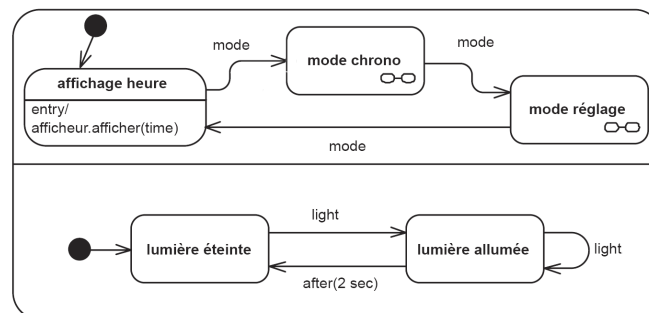 mode
mode chrono
mode
affichage heure
entry/
afficheur.afficher(time)
mode réglage
mode
light
lumière éteinte
lumière allumée
light
after(2 sec)